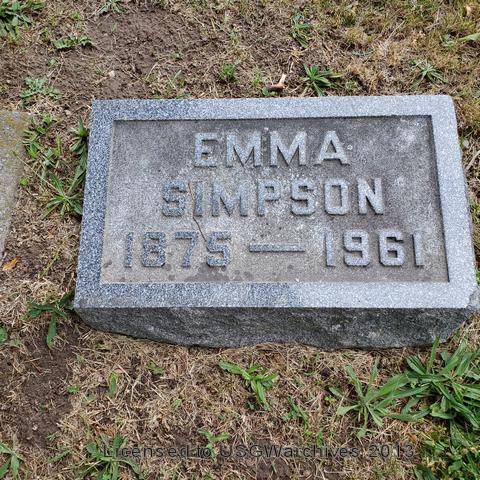 EMMA
SIMPSON
1875 — 1961
Licensed to USGWarchives 2013